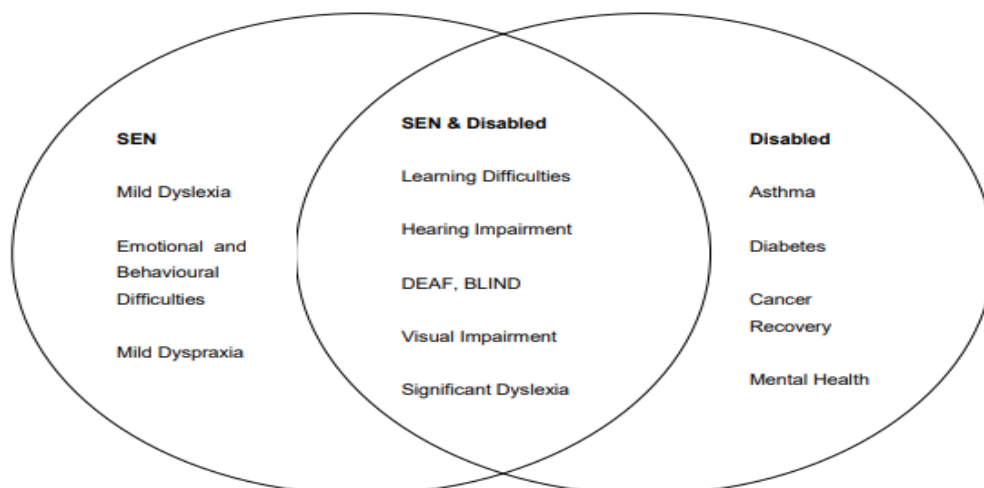 SEN
Mild Dyslexia
Emotional and
Behavioural
Difficulties
Mild Dyspraxia
SEN & Disabled
Learning Difficulties
Hearing Impairment
DEAF, BLIND
Visual Impairment
Significant Dyslexia
Disabled
Asthma
Diabetes
Cancer
Recovery
Mental Health